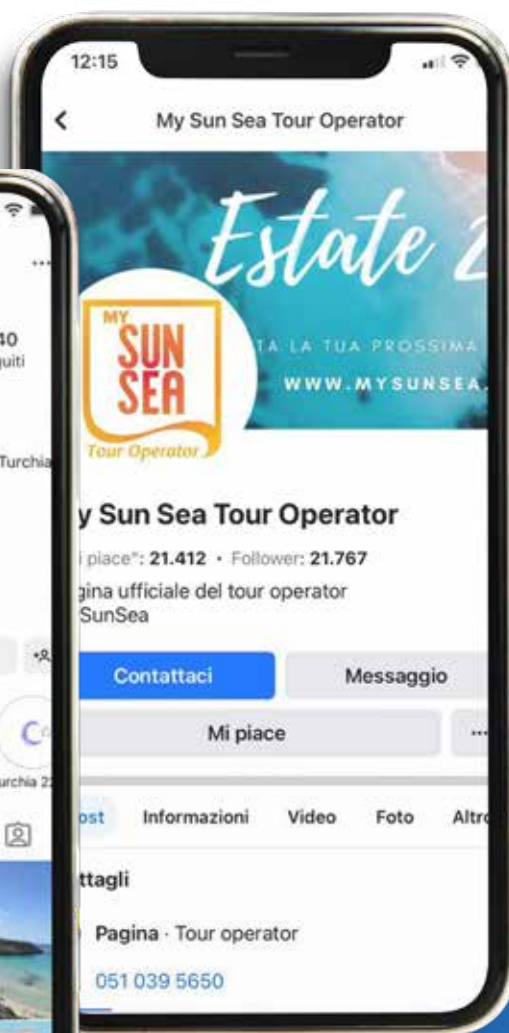 12:15
My Sun Sea Tour Operator
Estate 2
TA LA TUA PROSSIMA
WWW.MYSUNSEA.
MY
SUN
SEA
Tour Operator
y Sun Sea Tour Operator
i piace": 21.412 · Follower: 21.767
gina ufficiale del tour operator
SunSea
Contattaci
Messaggio
Mi piace
...
ost Informazioni Video Foto Altro
ttagli
Pagina · Tour operator
051 039 5650
...
40
guiti
Turchia
urchia 22